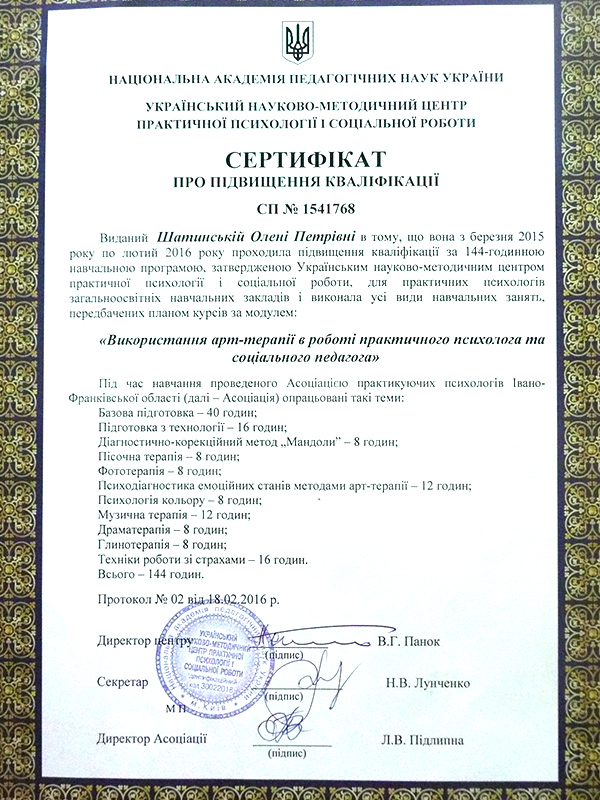 НАЦІОНАЛЬНА АКАДЕМІЯ ПЕДАГОГІЧНИХ НАУК УКРАЇНИ
УКРАЇНСЬКИЙ НАУКОВО-МЕТОДИЧНИЙ ЦЕНТР
ПРАКТИЧНОЇ ПСИХОЛОГІЇ І СОЦІАЛЬНОЇ РОБОТИ
СЕРТИФІКАТ
ПРО ПІДВИЩЕННЯ КВАЛІФІКАЦІЇ
СП № 1541768
Виданий Шатинській Олені Петрівні в тому, що вона з березня 2015
року по лютий 2016 року проходила підвищення кваліфікації за 144-годинною
навчальною програмою, затвердженою Українським науково-методичним центром
практичної психології і соціальної роботи, для практичних психологів
загальноосвітніх навчальних закладів і виконала усі види навчальних занять,
передбачених планом курсів за модулем:
«Використання арт-терапії в роботі практичного психолога та
соціального педагога»
Під час навчання проведеного Асоціацією практикуючих психологів Івано-
Франківської області (далі – Асоціація) опрацьовані такі теми:
Базова підготовка – 40 годин;
Підготовка з технології – 16 годин;
Діагностично-корекційний метод „Мандоли” – 8 годин;
Пісочна терапія – 8 годин;
Фототерапія – 8 годин;
Психодіагностика емоційних станів методами арт-терапії – 12 годин;
Психологія кольору – 8 годин;
Музична терапія – 12 годин;
Драматерапія – 8 годин;
Глинотерапія – 8 годин;
Техніки роботи зі страхами – 16 годин.
Всього – 144 годин.
Протокол № 02 від 18.02.2016 р.
Директор центру В.Г. Панок
(підпис)
Секретар Н.В. Лунченко
(підпис)
М П
Директор Асоціації Л.В. Підлипна
(підпис)
УКРАЇНСЬКИЙ
НАУКОВО-МЕТОДИЧНИЙ
ЦЕНТР ПРАКТИЧНОЇ
ПСИХОЛОГІЇ І
СОЦІАЛЬНОЇ РОБОТИ
м. Київ